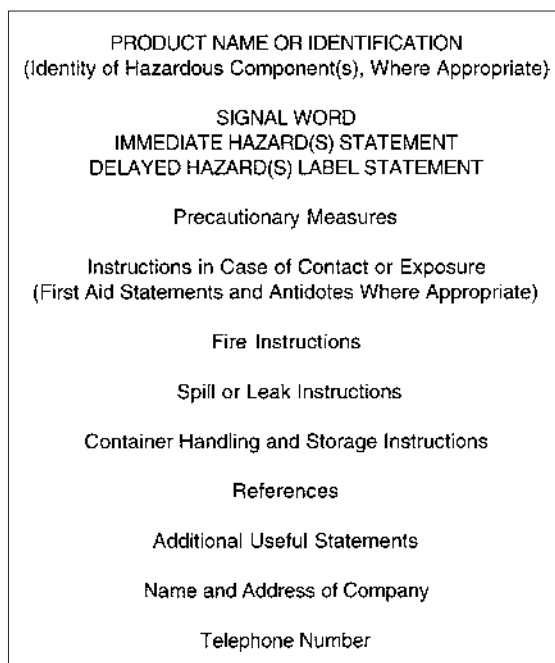 PRODUCT NAME OR IDENTIFICATION
(Identity of Hazardous Component(s), Where Appropriate)
SIGNAL WORD
IMMEDIATE HAZARD(S) STATEMENT
DELAYED HAZARD(S) LABEL STATEMENT
Precautionary Measures
Instructions in Case of Contact or Exposure
(First Aid Statements and Antidotes Where Appropriate)
Fire Instructions
Spill or Leak Instructions
Container Handling and Storage Instructions
References
Additional Useful Statements
Name and Address of Company
Telephone Number